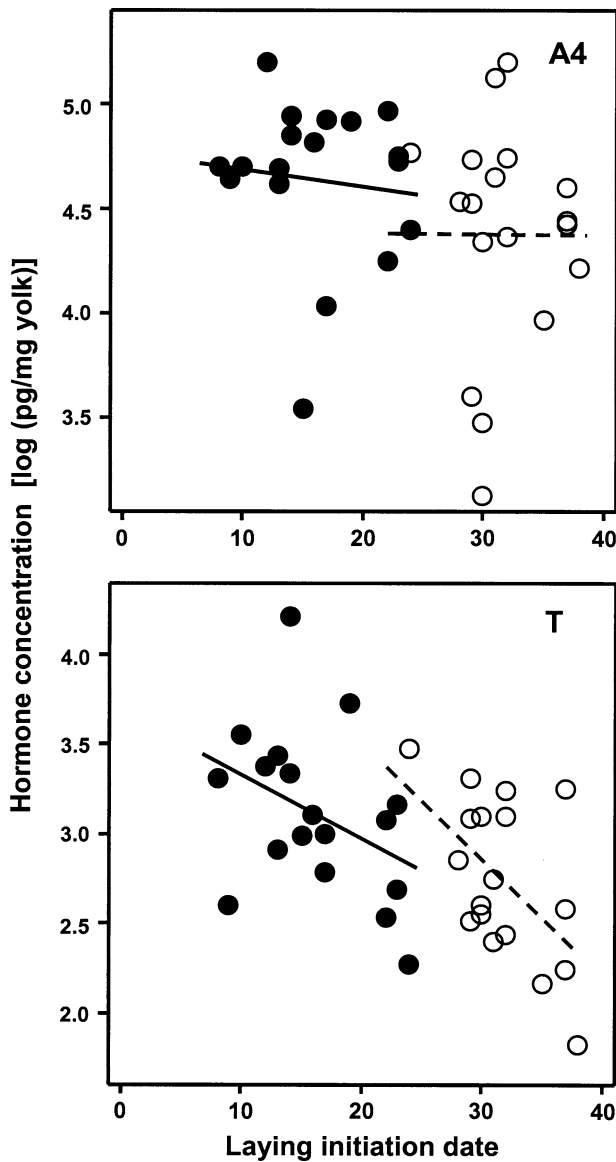 Hormone concentration [log (pg/mg yolk)]
A4
5.0
4.5
4.0
3.5
0 10 20 30 40
T
4.0
3.5
3.0
2.5
2.0
0 10 20 30 40
Laying initiation date